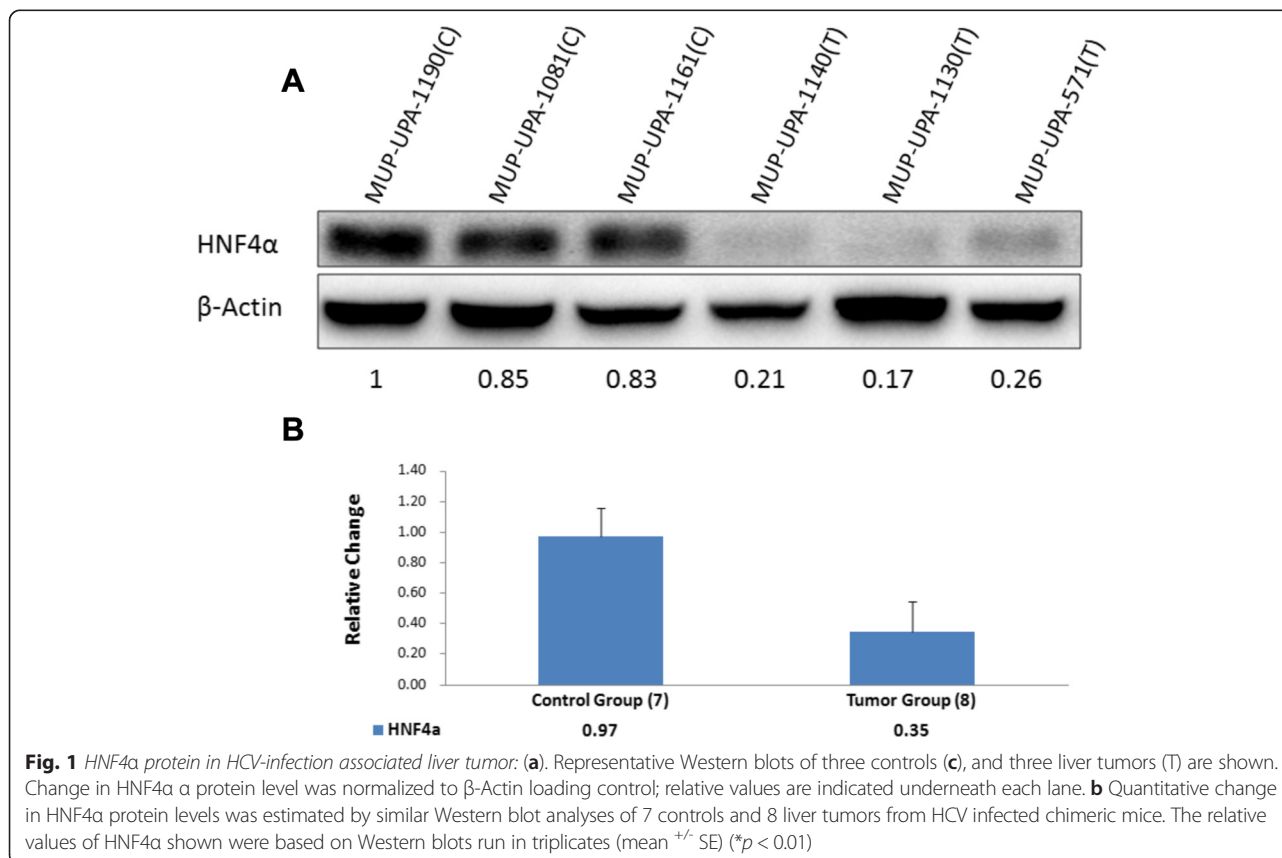 A
MUP-UPA-1190(C) MUP-UPA-1081(C) MUP-UPA-1161(C) MUP-UPA-1140(T) MUP-UPA-1130(T) MUP-UPA-571(T)
HNF4α
β-Actin
1 0.85 0.83 0.21 0.17 0.26
B
Relative Change
1.40
1.20
1.00
0.80
0.60
0.40
0.20
0.00
Control Group (7) Tumor Group (8)
HNF4a 0.97 0.35
Fig. 1 HNF4α protein in HCV-infection associated liver tumor: (a). Representative Western blots of three controls (c), and three liver tumors (T) are shown.
Change in HNF4α α protein level was normalized to β-Actin loading control; relative values are indicated underneath each lane. b Quantitative change
in HNF4α protein levels was estimated by similar Western blot analyses of 7 controls and 8 liver tumors from HCV infected chimeric mice. The relative
values of HNF4α shown were based on Western blots run in triplicates (mean +/- SE) (*p < 0.01)